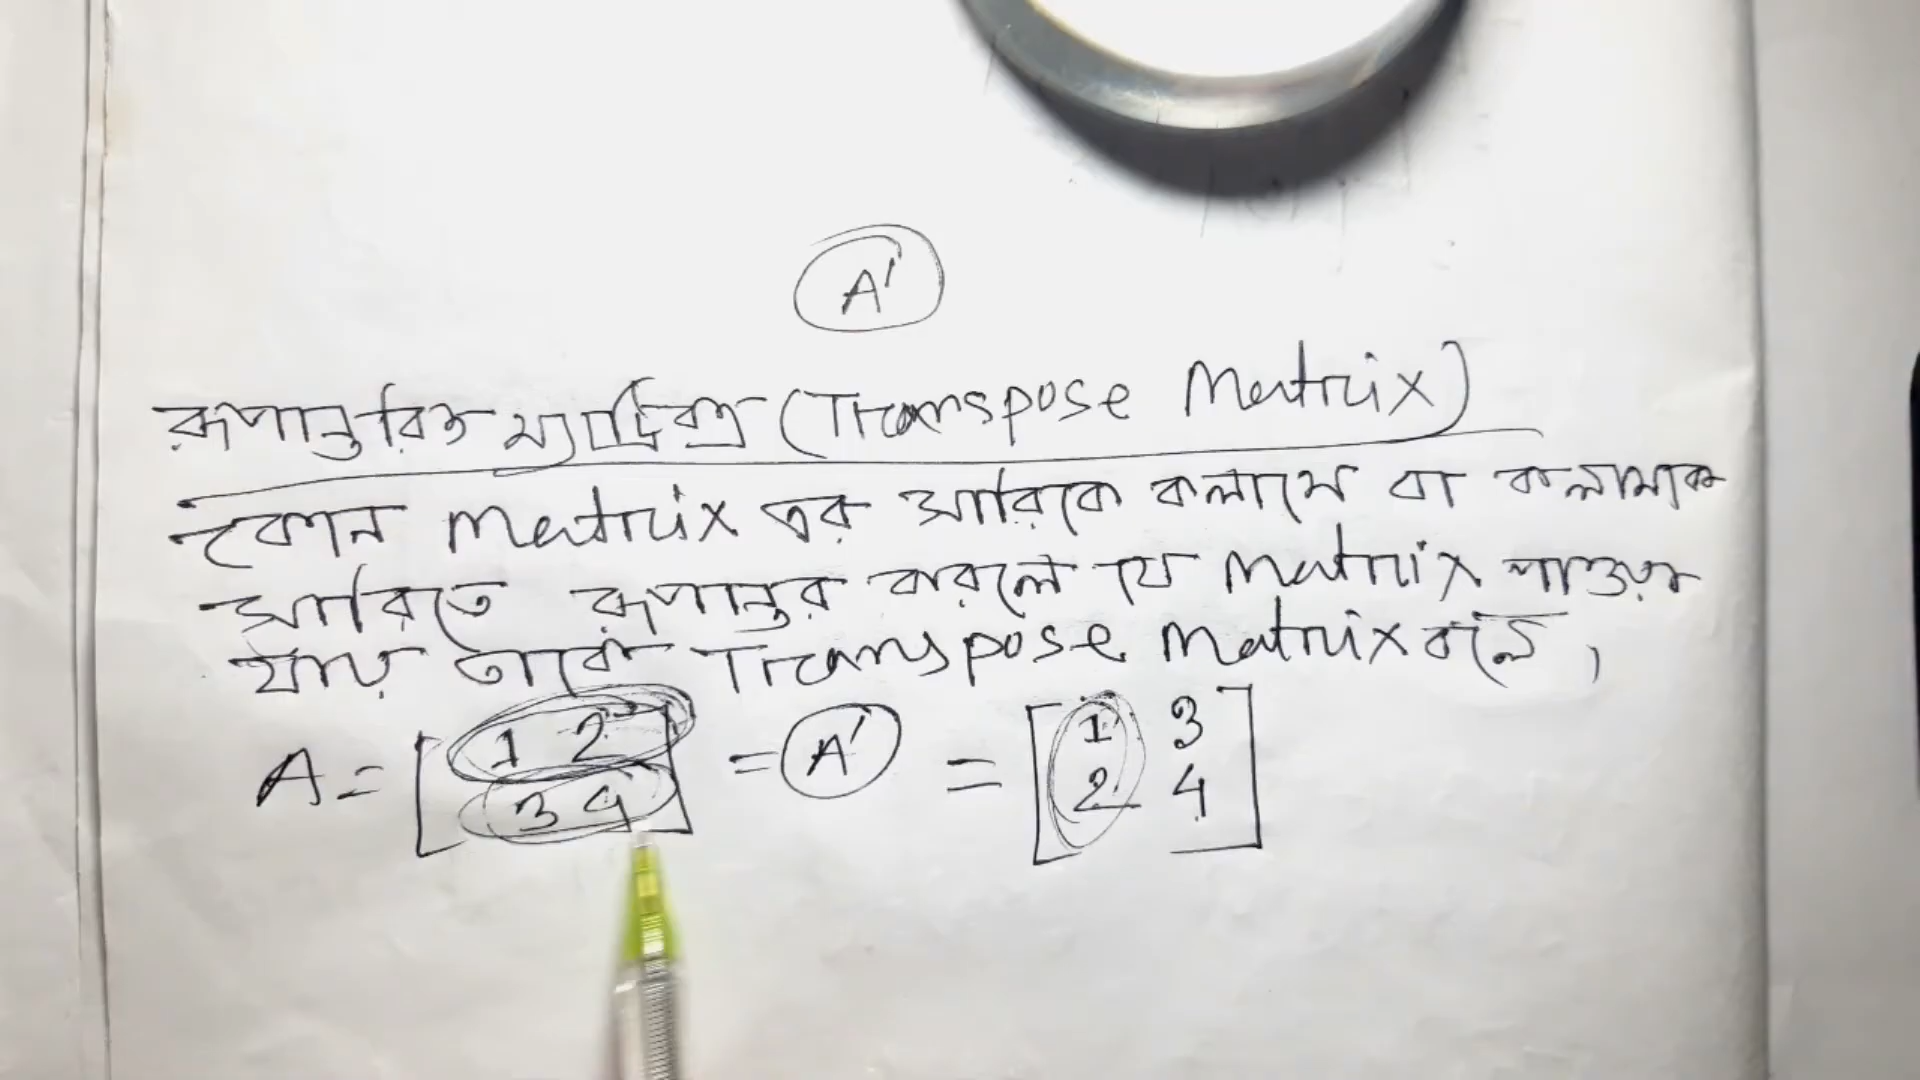 A'
রূপান্তরিত ম্যাট্রিক্স (Transpose Matrix)
কোন Matrix এর সারিকে কলামে বা কলামকে
সারিতে রূপান্তর করলে যে Matrix পাওয়া
যায় তাকে Transpose Matrix বলে,
A = [1 2 = A' = [1 3
3 4] 2 4]